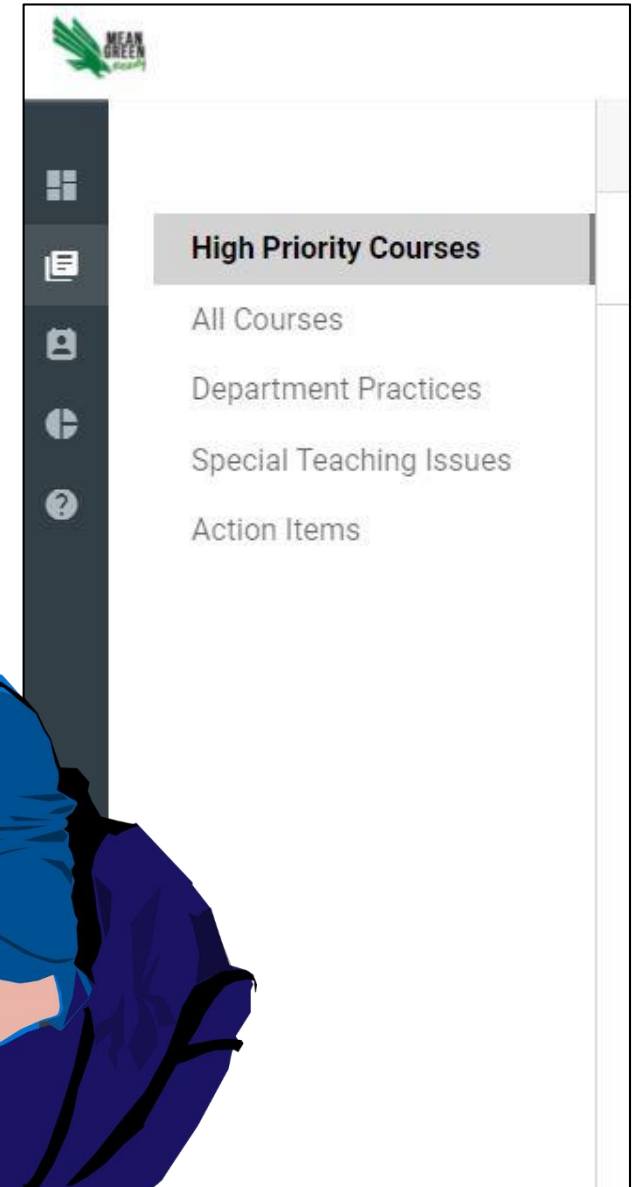 MEAN
GREEN
Ready
High Priority Courses
All Courses
Department Practices
Special Teaching Issues
Action Items